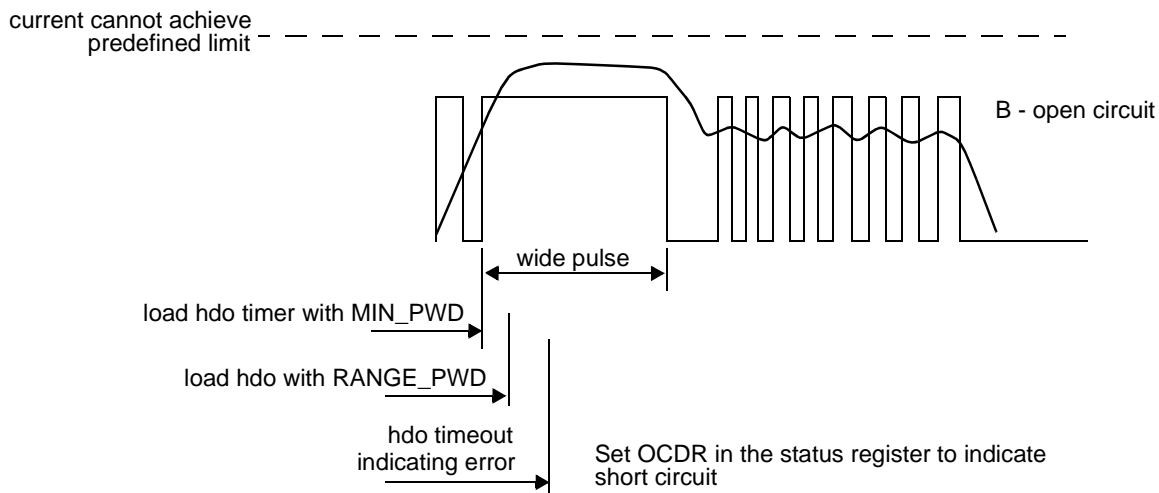 current cannot achieve
predefined limit
B - open circuit
wide pulse
load hdo timer with MIN_PWD
load hdo with RANGE_PWD
hdo timeout
indicating error
Set OCDR in the status register to indicate
short circuit